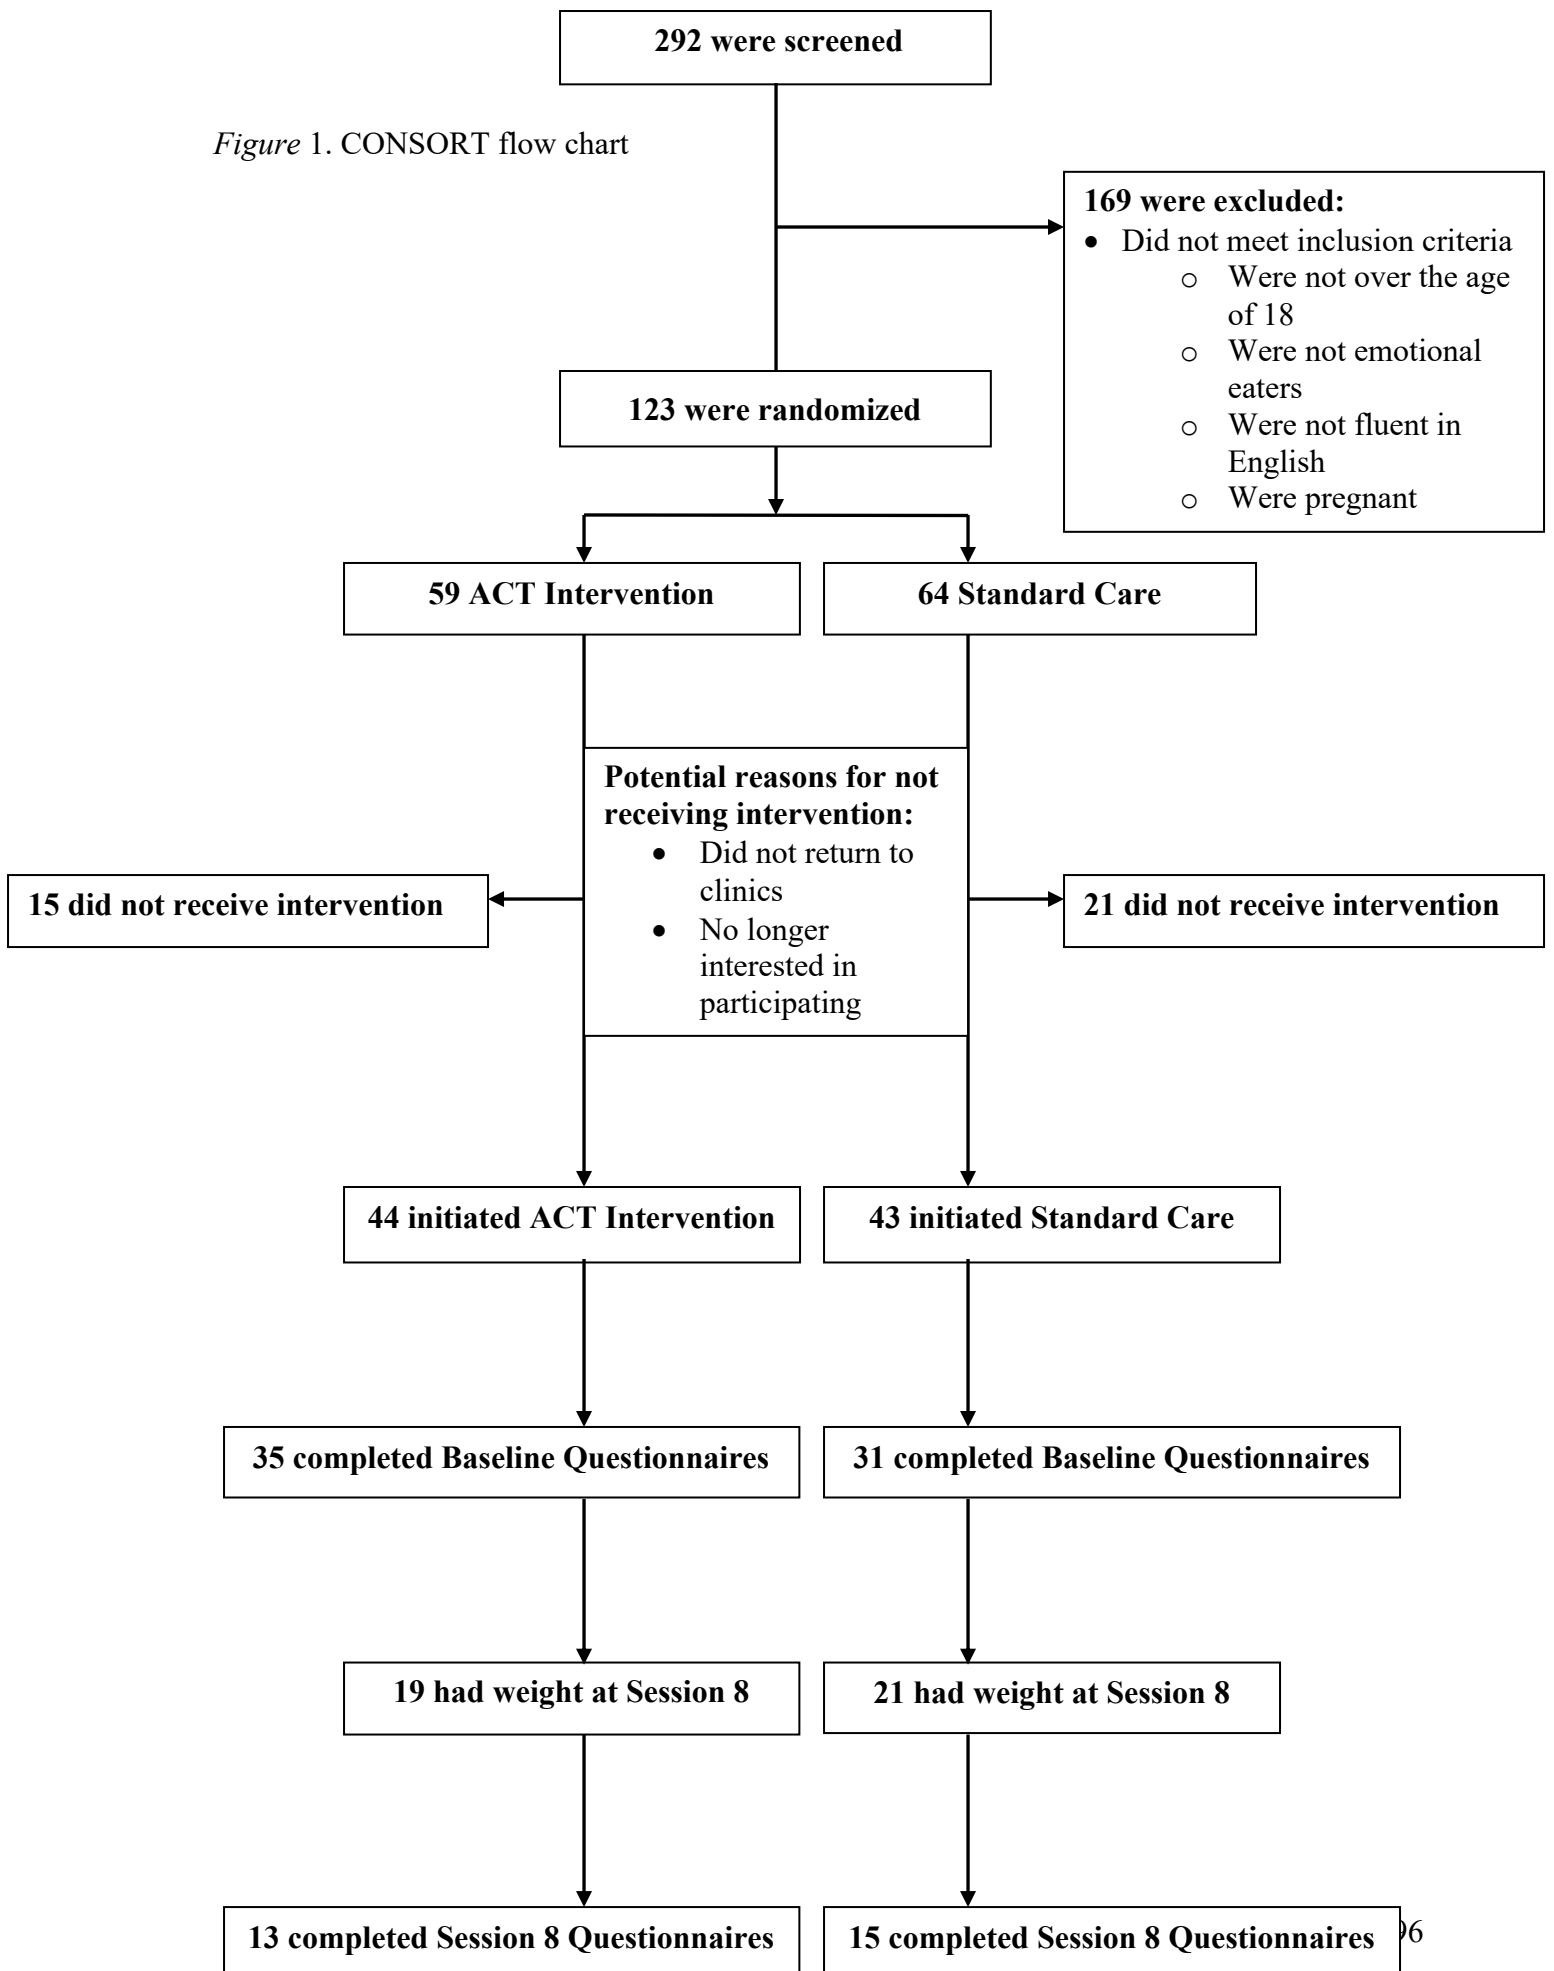 292 were screened
Figure 1. CONSORT flow chart
169 were excluded:
• Did not meet inclusion criteria
o Were not over the age
of 18
o Were not emotional
eaters
o Were not fluent in
English
o Were pregnant
123 were randomized
59 ACT Intervention
64 Standard Care
Potential reasons for not
receiving intervention:
• Did not return to
clinics
• No longer
interested in
participating
15 did not receive intervention
21 did not receive intervention
44 initiated ACT Intervention
43 initiated Standard Care
35 completed Baseline Questionnaires
31 completed Baseline Questionnaires
19 had weight at Session 8
21 had weight at Session 8
13 completed Session 8 Questionnaires
15 completed Session 8 Questionnaires